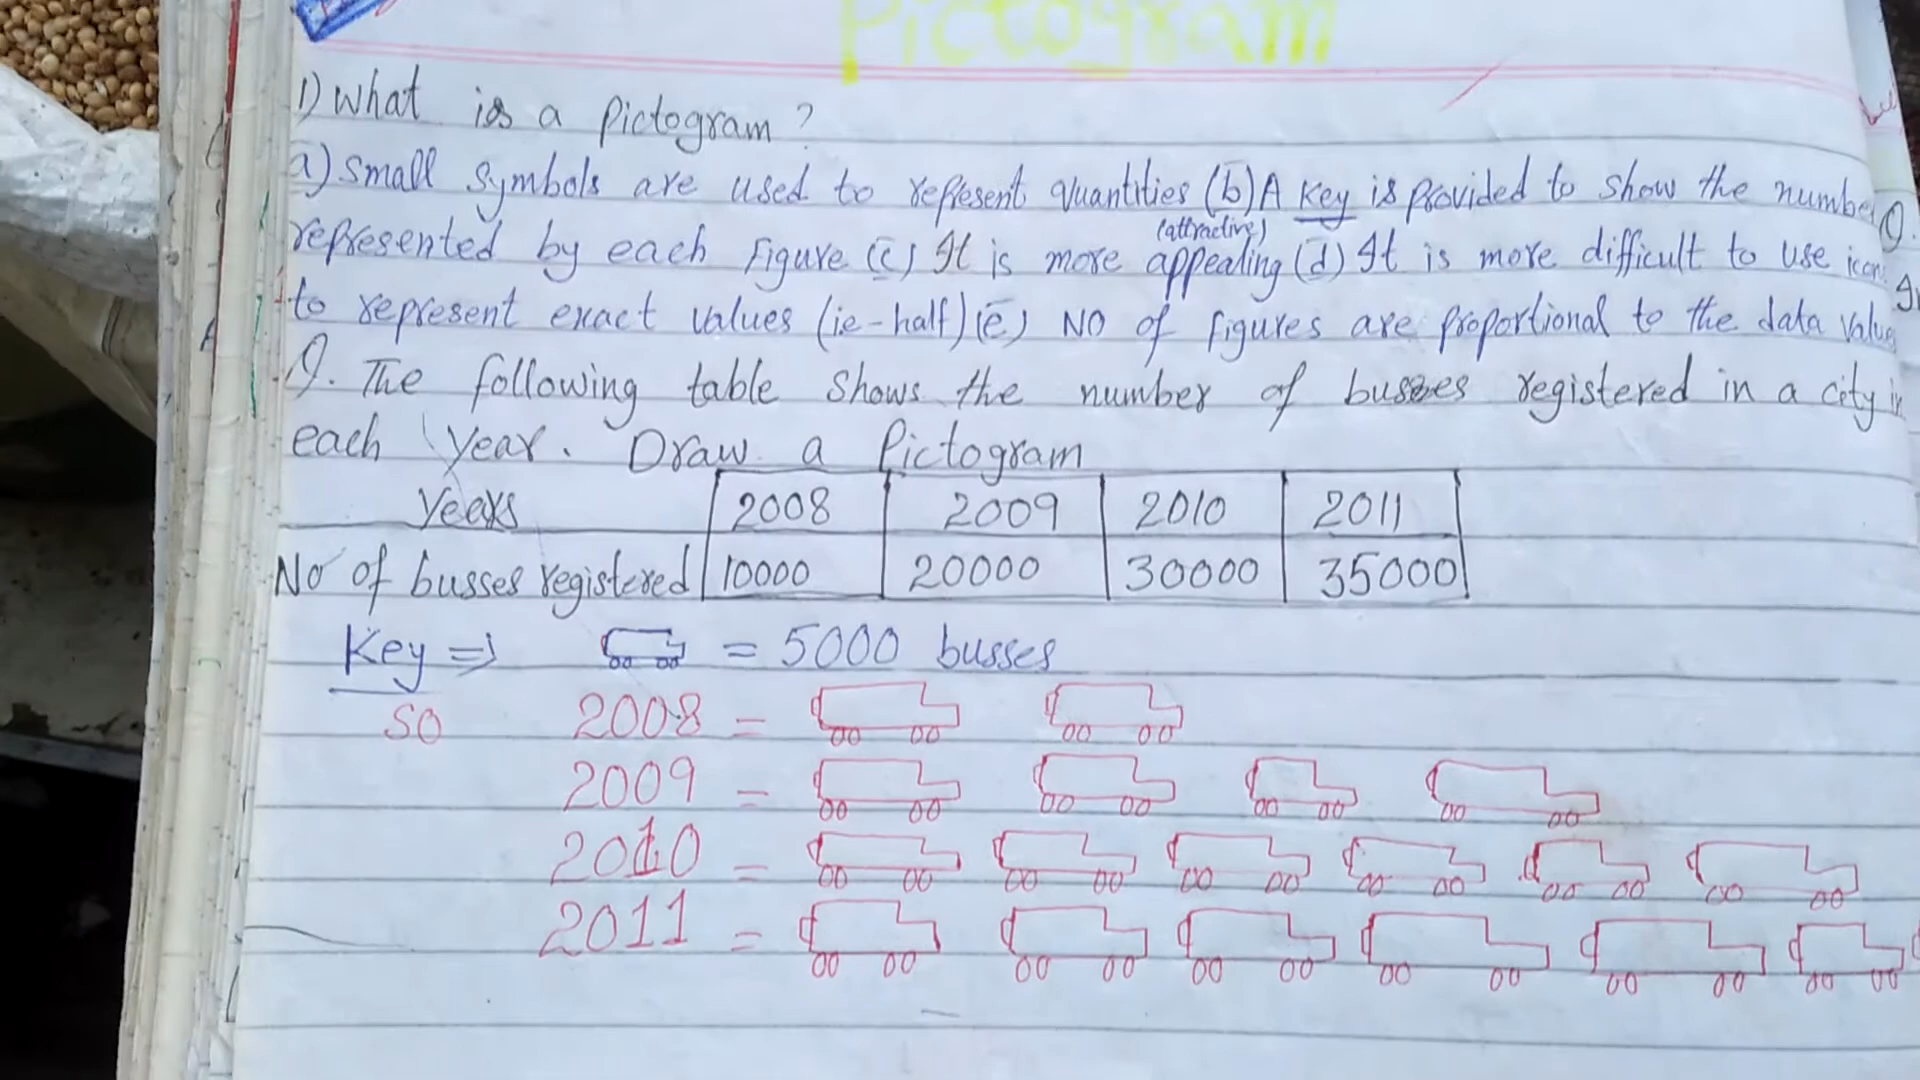 Pictogram
1) What is a Pictogram ?
a) Small symbols are used to represent quantities (b) A Key is provided to show the number
(attractive)
represented by each Figure (c) It is more appealing (d) It is more difficult to use icon
to represent exact values (ie-half) (e) NO of figures are proportional to the data values
Q. The following table shows the number of busses registered in a city in
each year. Draw a Pictogram
Years 2008 2009 2010 2011
No of busses registered 10000 20000 30000 35000
Key ⇒ = 5000 busses
SO 2008 =
2009 =
2010 =
2011 =